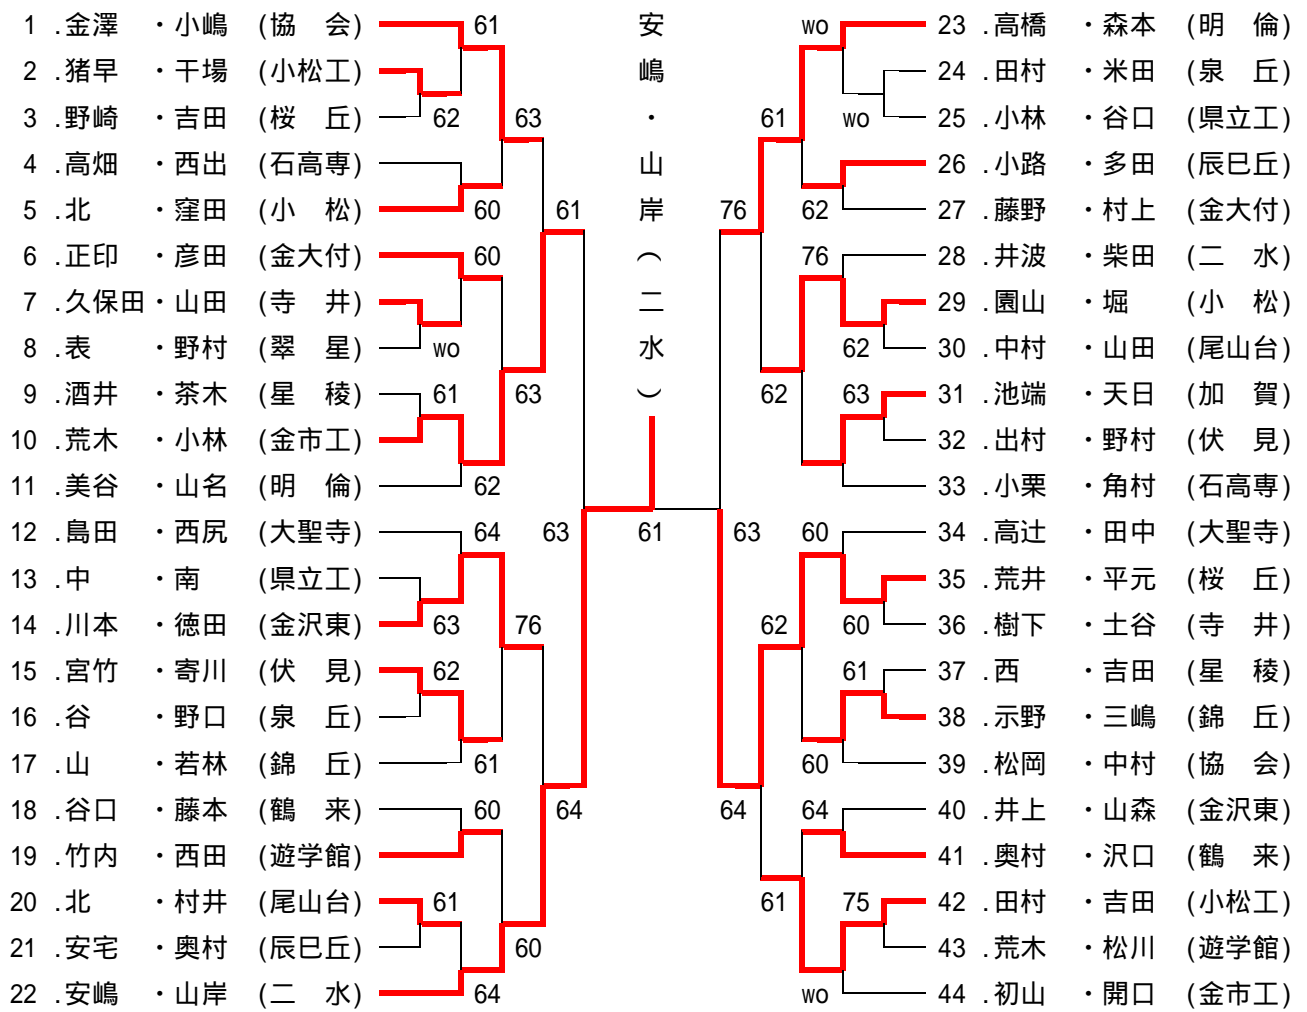 1 .金澤 ・小嶋 (協 会)
2 .猪早 ・干場 (小松工)
3 .野崎 ・吉田 (桜 丘)
4 .高畑 ・西出 (石高専)
5 .北 ・窪田 (小 松)
6 .正印 ・彦田 (金大付)
7 .久保田・山田 (寺 井)
8 .表 ・野村 (翠 星)
9 .酒井 ・茶木 (星 稜)
10 .荒木 ・小林 (金市工)
11 .美谷 ・山名 (明 倫)
12 .島田 ・西尻 (大聖寺)
13 .中 ・南 (県立工)
14 .川本 ・徳田 (金沢東)
15 .宮竹 ・寄川 (伏 見)
16 .谷 ・野口 (泉 丘)
17 .山 ・若林 (錦 丘)
18 .谷口 ・藤本 (鶴 来)
19 .竹内 ・西田 (遊学館)
20 .北 ・村井 (尾山台)
21 .安宅 ・奥村 (辰巳丘)
22 .安嶋 ・山岸 (二 水)
61
62
63
60
61
60
wo
61
63
62
64
63
63
76
62
61
60
64
61
60
64
安嶋・山岸(二水)
61
wo
wo
61
62
76
76
62
62
63
63
60
62
60
61
60
64
64
61
75
wo
23 .高橋 ・森本 (明 倫)
24 .田村 ・米田 (泉 丘)
25 .小林 ・谷口 (県立工)
26 .小路 ・多田 (辰巳丘)
27 .藤野 ・村上 (金大付)
28 .井波 ・柴田 (二 水)
29 .園山 ・堀 (小 松)
30 .中村 ・山田 (尾山台)
31 .池端 ・天日 (加 賀)
32 .出村 ・野村 (伏 見)
33 .小栗 ・角村 (石高専)
34 .高辻 ・田中 (大聖寺)
35 .荒井 ・平元 (桜 丘)
36 .樹下 ・土谷 (寺 井)
37 .西 ・吉田 (星 稜)
38 .示野 ・三嶋 (錦 丘)
39 .松岡 ・中村 (協 会)
40 .井上 ・山森 (金沢東)
41 .奥村 ・沢口 (鶴 来)
42 .田村 ・吉田 (小松工)
43 .荒木 ・松川 (遊学館)
44 .初山 ・開口 (金市工)